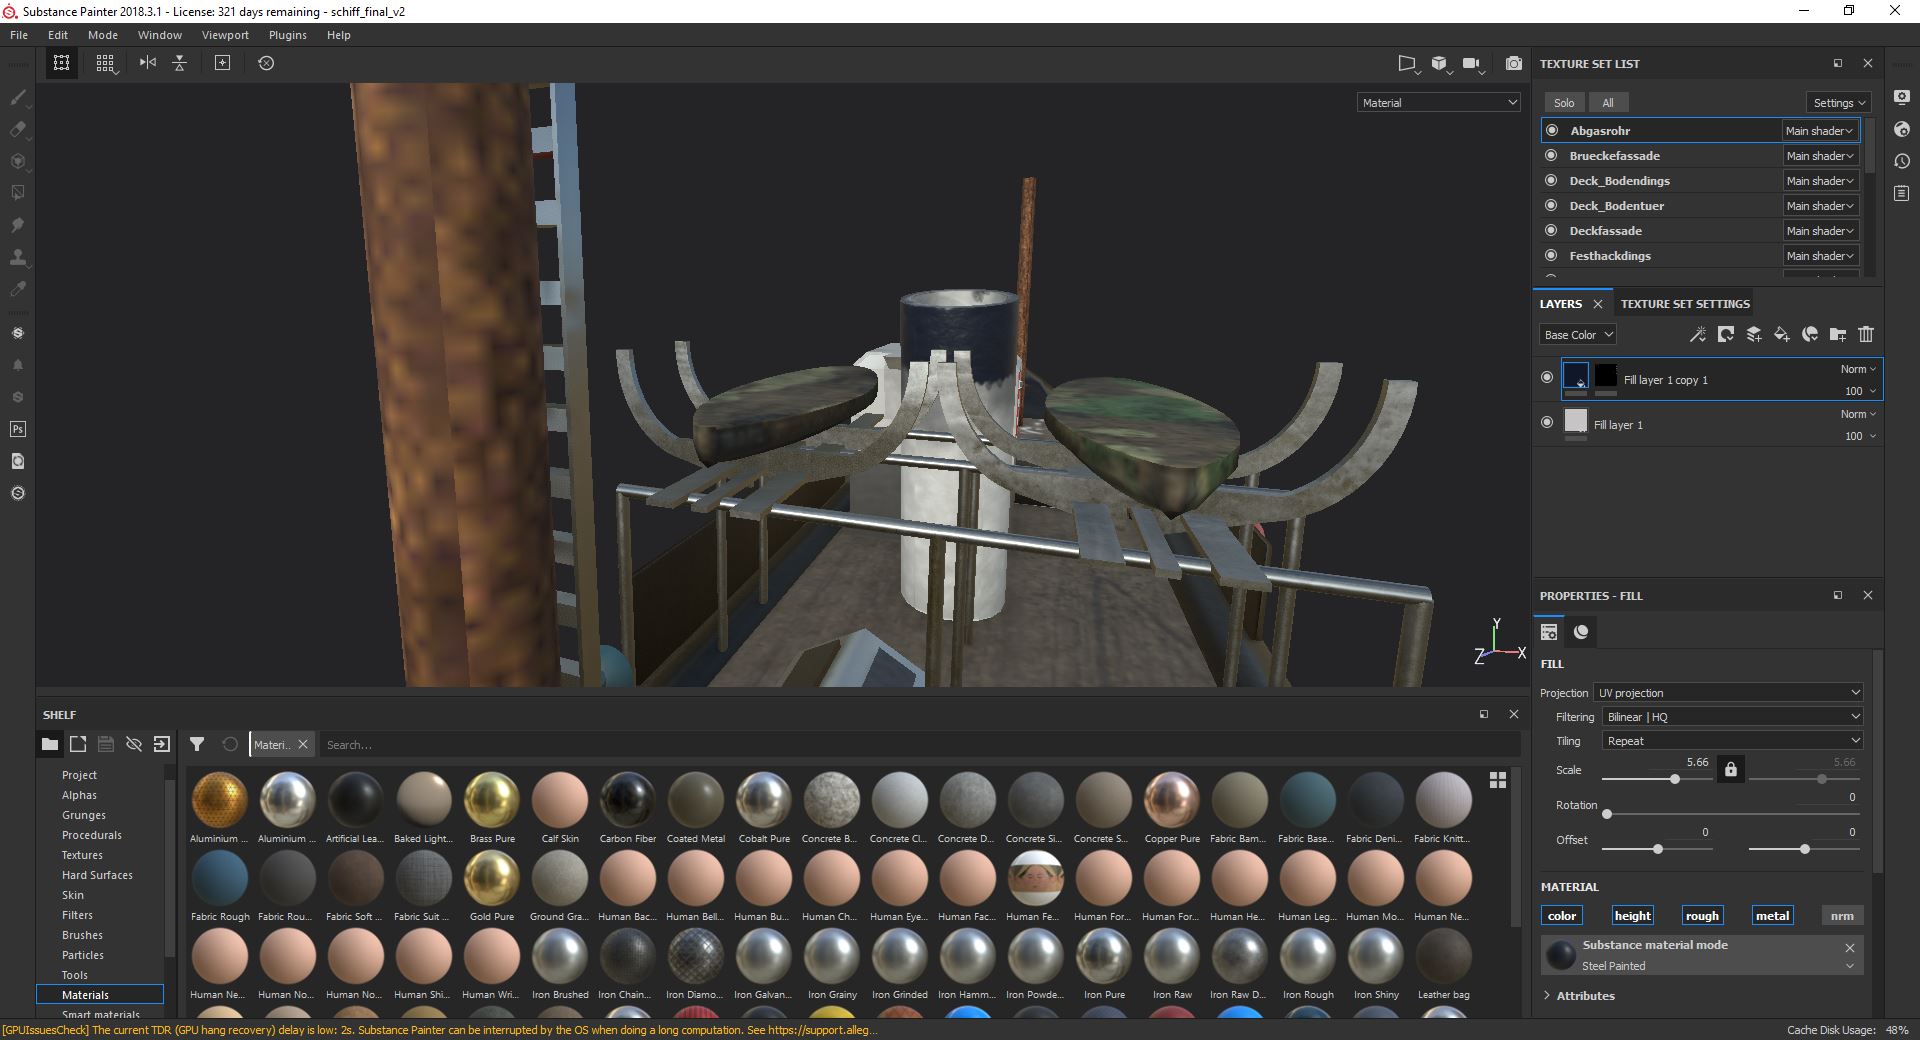 Substance Painter 2018.3.1 - License: 321 days remaining - schiff_final_v2
File Edit Mode Window Viewport Plugins Help
Material
TEXTURE SET LIST
Solo All Settings
Abgasrohr Main shader
Brueckefassade Main shader
Deck_Bodendings Main shader
Deck_Bodentuer Main shader
Deckfassade Main shader
Festhackdings Main shader
LAYERS TEXTURE SET SETTINGS
Base Color
Fill layer 1 copy 1 Norm
100
Fill layer 1 Norm
100
Ps
Y
Z X
PROPERTIES - FILL
FILL
Projection UV projection
Filtering Bilinear | HQ
Tiling Repeat
Scale 5.66 5.66
Rotation 0
Offset 0 0
MATERIAL
color height rough metal nrm
Substance material mode
Steel Painted
Attributes
SHELF
Materi.. Search...
Project
Alphas
Grunges
Procedurals
Textures
Hard Surfaces
Skin
Filters
Brushes
Particles
Tools
Materials
Smart materials
Aluminium ... Aluminium ... Artificial Lea... Baked Light... Brass Pure Calf Skin Carbon Fiber Coated Metal Cobalt Pure Concrete B... Concrete Cl... Concrete D... Concrete Si... Concrete S... Copper Pure Fabric Bam... Fabric Base... Fabric Deni... Fabric Knitt...
Fabric Rough Fabric Rou... Fabric Soft ... Fabric Suit ... Gold Pure Ground Gra... Human Bac... Human Bell... Human Bu... Human Ch... Human Eye... Human Fac... Human Fe... Human For... Human For... Human He... Human Leg... Human Mo... Human Ne...
Human Ne... Human No... Human No... Human Shi... Human Wri... Iron Brushed Iron Chain... Iron Diamo... Iron Galvan... Iron Grainy Iron Grinded Iron Hamm... Iron Powde... Iron Pure Iron Raw Iron Raw D... Iron Rough Iron Shiny Leather bag
[GPUIssuesCheck] The current TDR (GPU hang recovery) delay is low: 2s. Substance Painter can be interrupted by the OS when doing a long computation. See https://support.alleg...
Cache Disk Usage: 48%